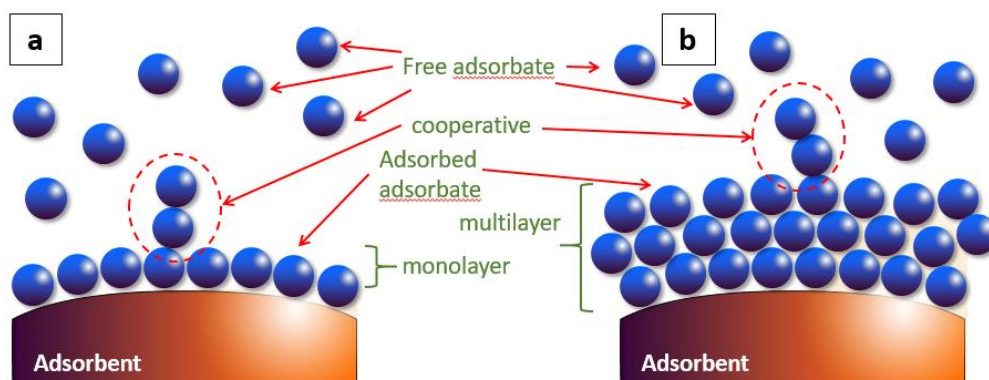 a
b
Free adsorbate
cooperative
Adsorbed
adsorbate
multilayer
monolayer
Adsorbent
Adsorbent